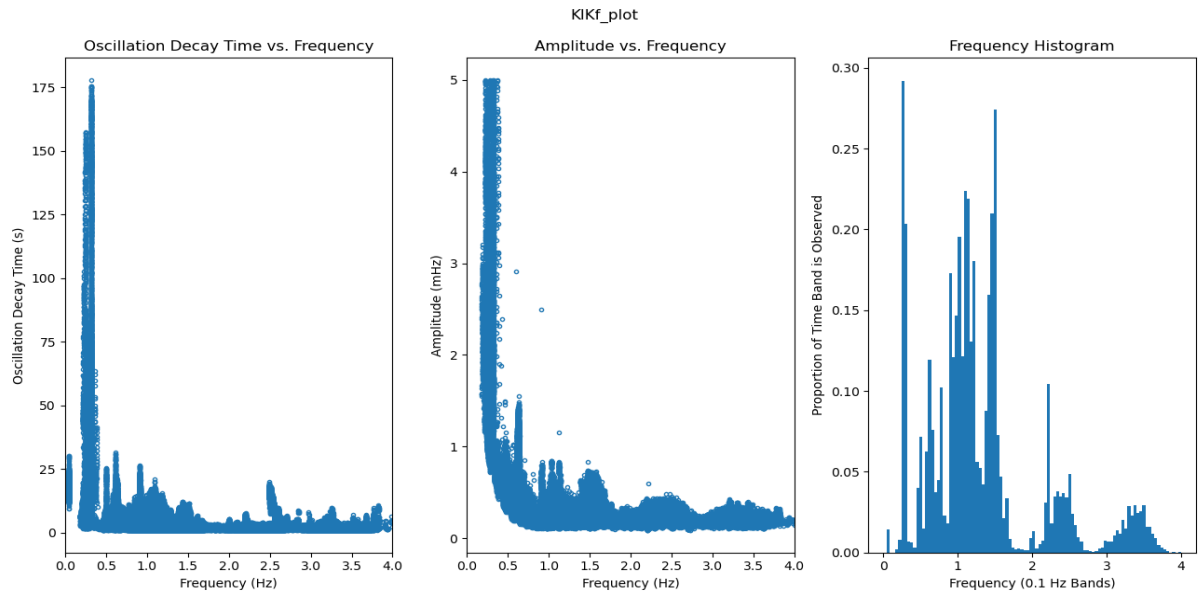 KIKf_plot
Oscillation Decay Time vs. Frequency
Oscillation Decay Time (s)
175
150
125
100
75
50
25
0
0.0 0.5 1.0 1.5 2.0 2.5 3.0 3.5 4.0
Frequency (Hz)
Amplitude vs. Frequency
Amplitude (mHz)
5
4
3
2
1
0
0.0 0.5 1.0 1.5 2.0 2.5 3.0 3.5 4.0
Frequency (Hz)
Frequency Histogram
Proportion of Time Band is Observed
0.30
0.25
0.20
0.15
0.10
0.05
0.00
0 1 2 3 4
Frequency (0.1 Hz Bands)